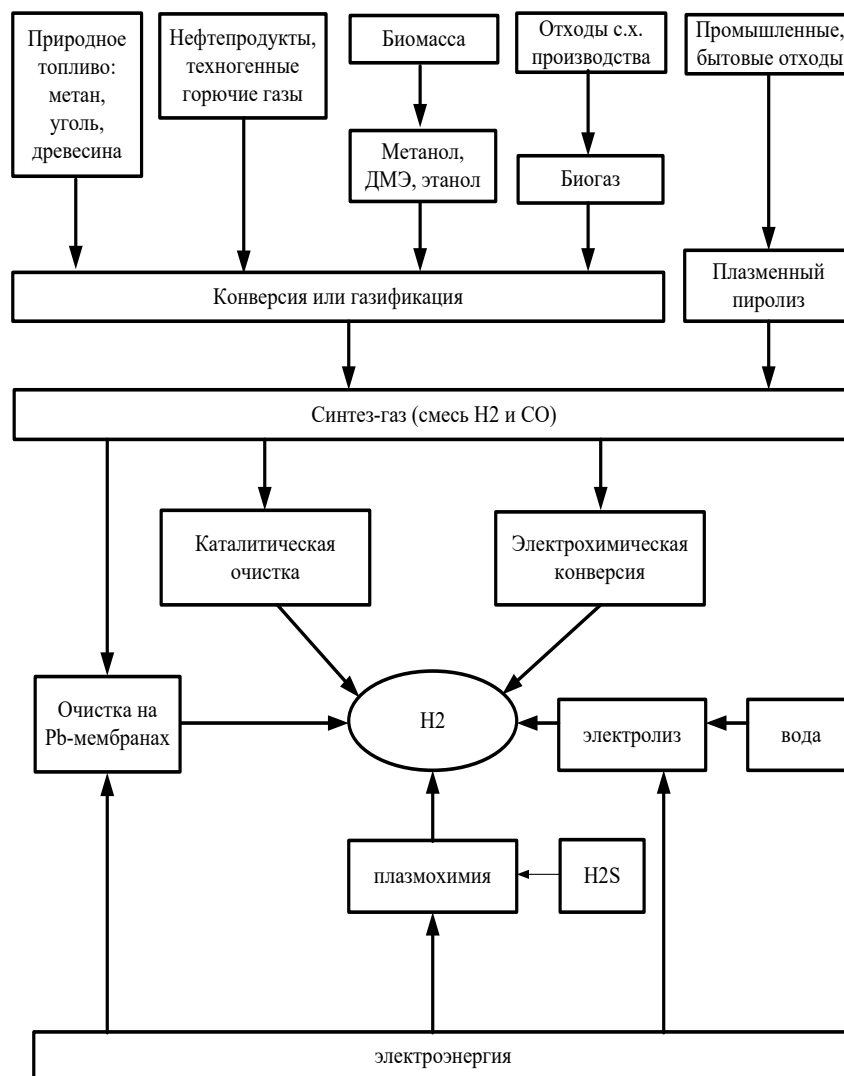 Природное
топливо:
метан,
уголь,
древесина
Нефтепродукты,
техногенные
горючие газы
Биомасса
Отходы с.х.
производства
Промышленные,
бытовые отходы
Метанол,
ДМЭ, этанол
Биогаз
Конверсия или газификация
Плазменный
пиролиз
Синтез-газ (смесь H2 и CO)
Каталитическая
очистка
Электрохимическая
конверсия
Очистка на
Pb-мембранах
H2
электролиз
вода
плазмохимия
H2S
электроэнергия